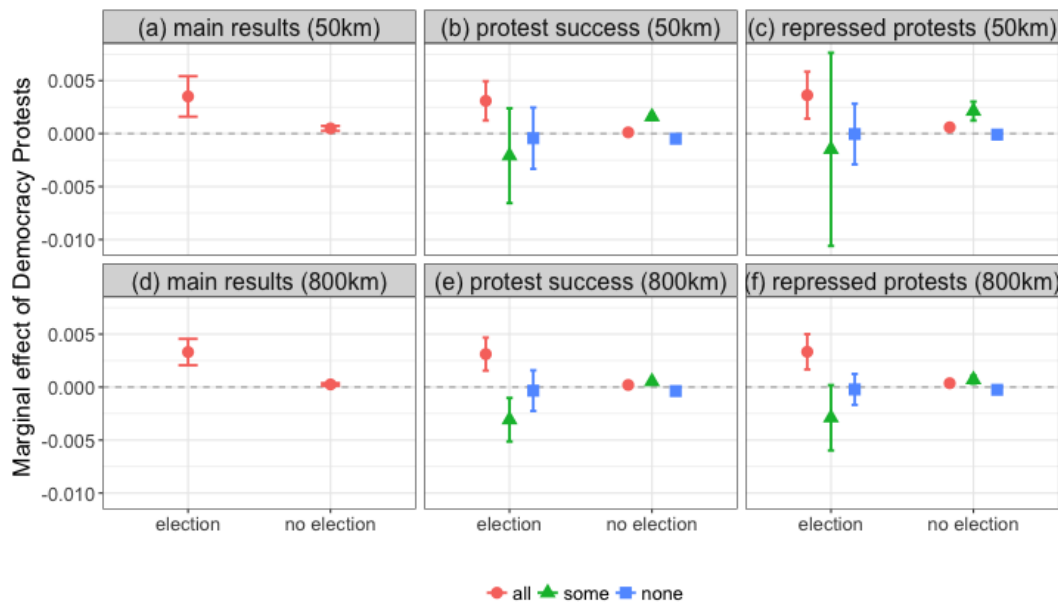 (a) main results (50km)
(b) protest success (50km)
(c) repressed protests (50km)
Marginal effect of Democracy Protests
0.005
0.000
-0.005
-0.010
(d) main results (800km)
(e) protest success (800km)
(f) repressed protests (800km)
0.005
0.000
-0.005
-0.010
election
no election
election
no election
election
no election
all
some
none